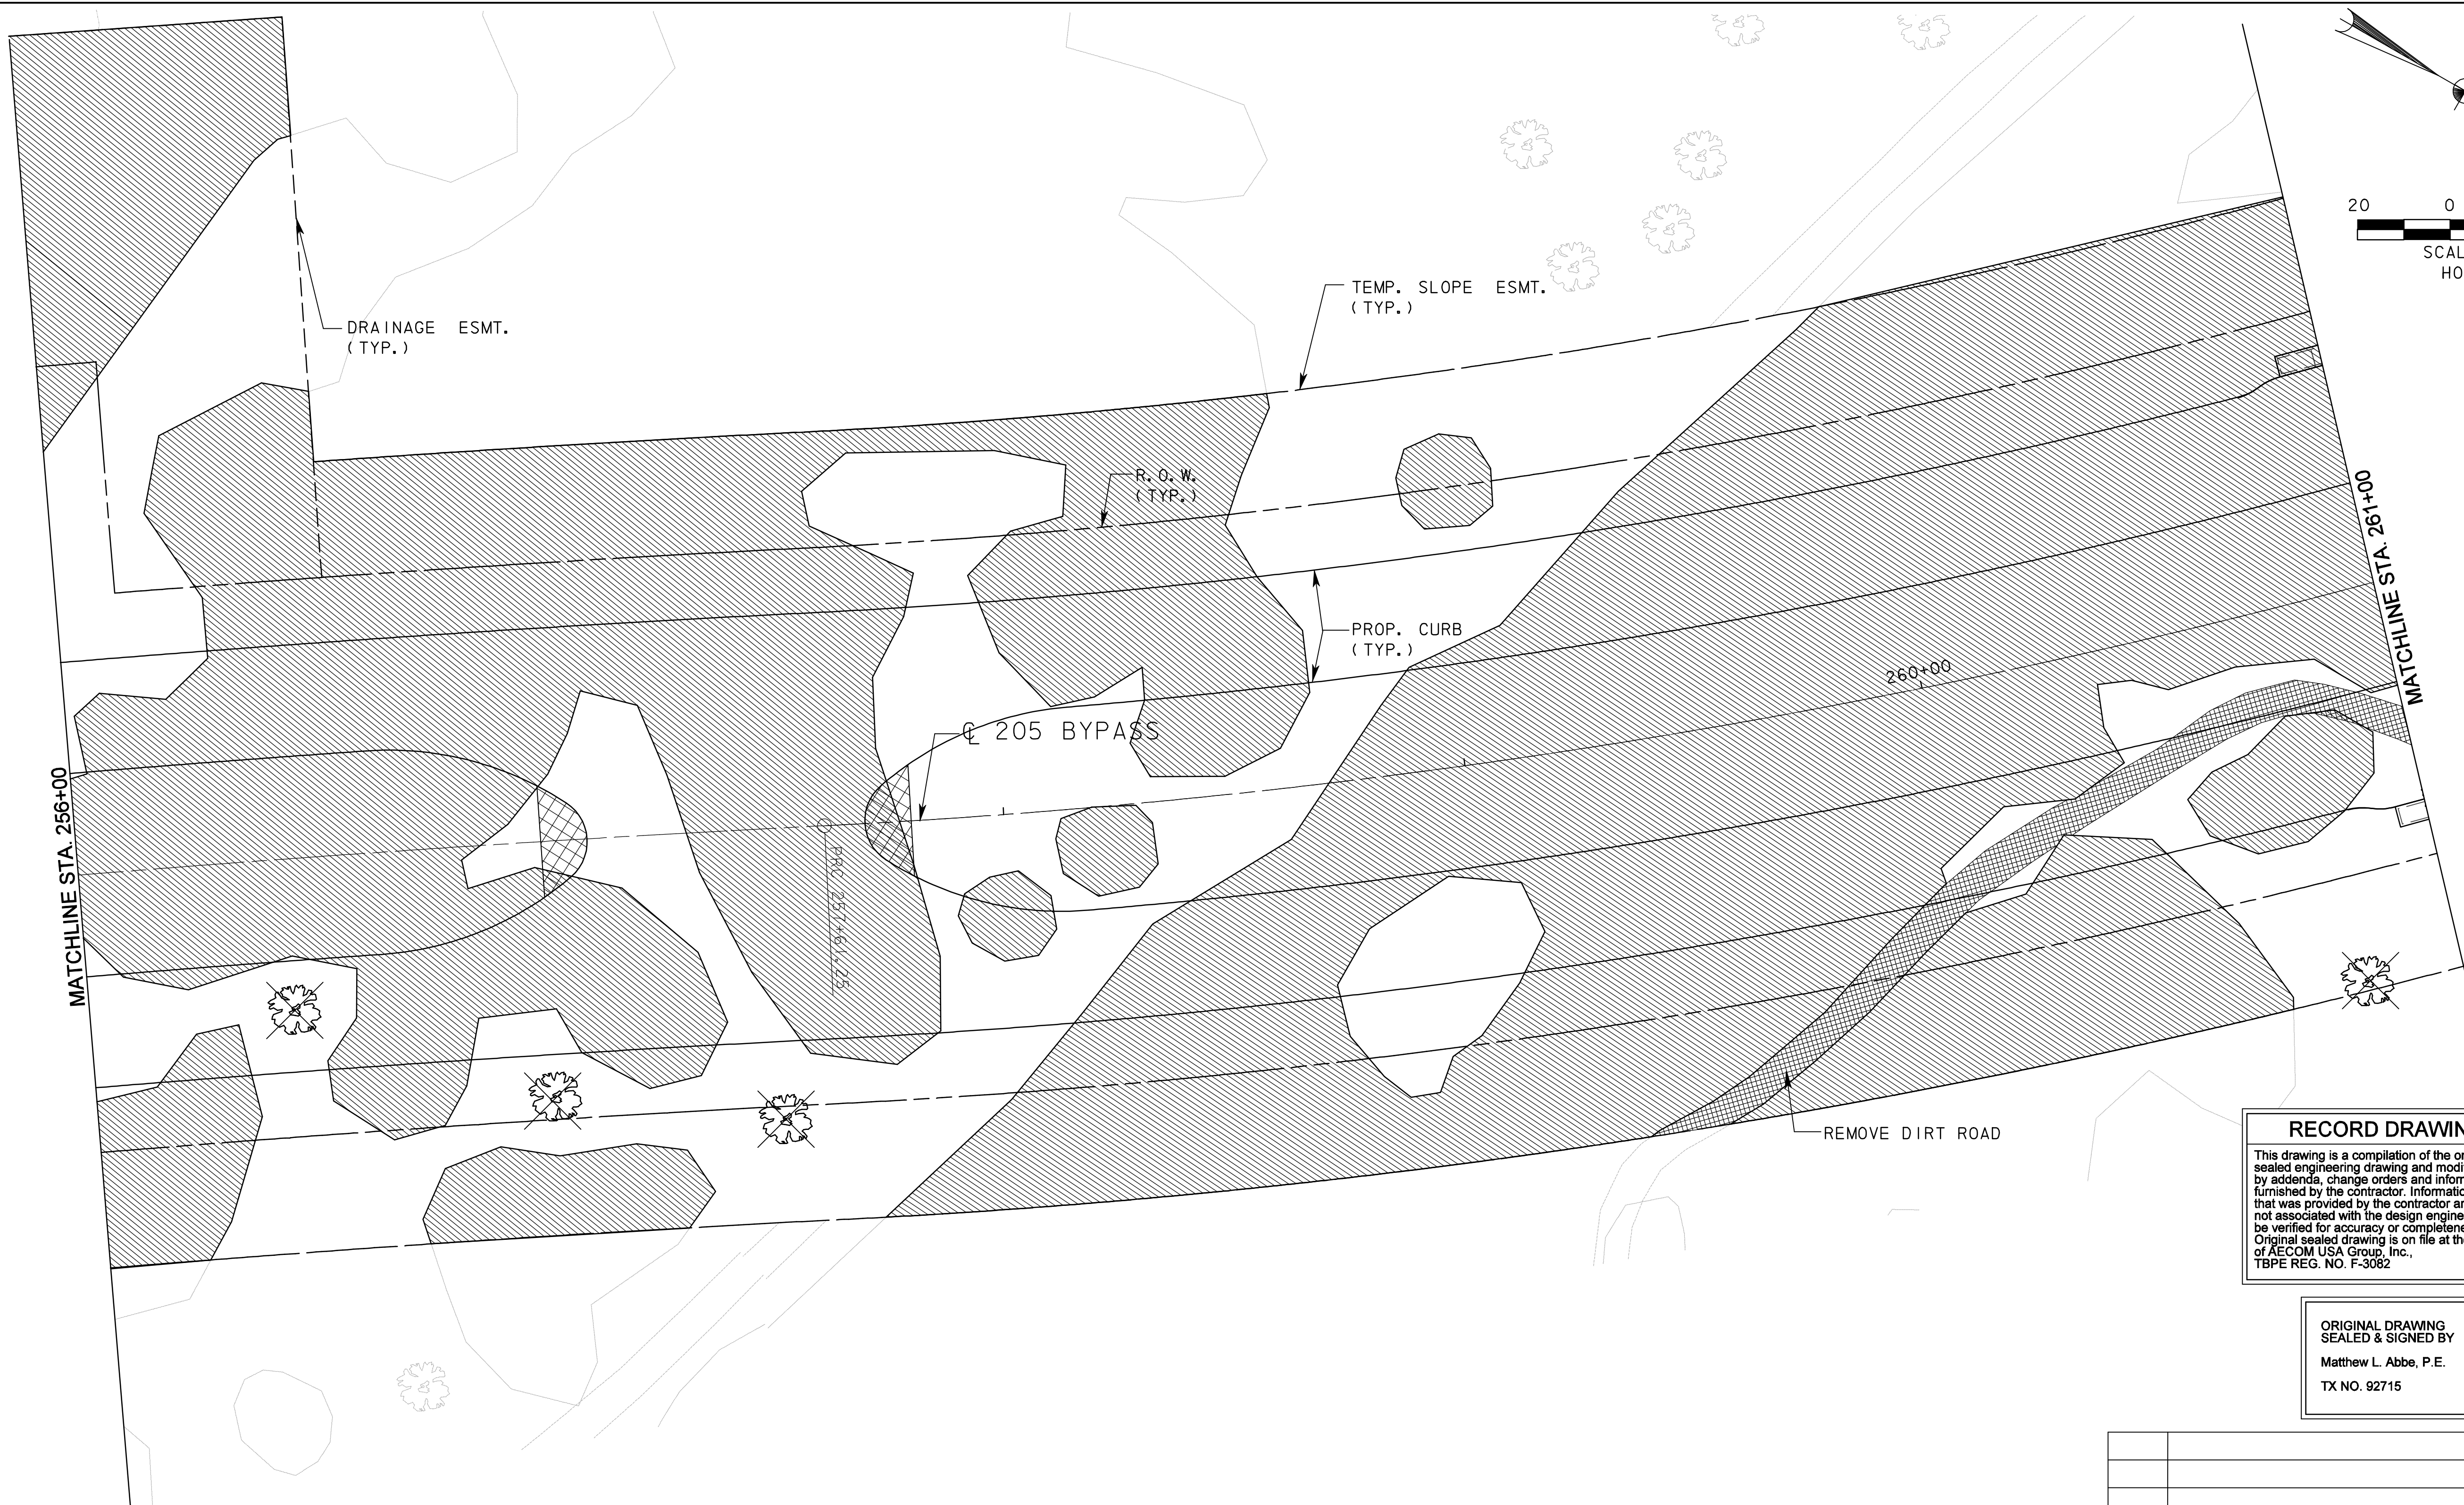 20 0
SCAL
HO
DRAINAGE ESMT.
(TYP.)
TEMP. SLOPE ESMT.
(TYP.)
R.O.W.
(TYP.)
PROP. CURB
(TYP.)
MATCHLINE STA. 261+00
260+00
℄ 205 BYPASS
PRC 257+61.25
MATCHLINE STA. 256+00
REMOVE DIRT ROAD
RECORD DRAWIN
This drawing is a compilation of the or
sealed engineering drawing and modi
by addenda, change orders and inform
furnished by the contractor. Informatio
that was provided by the contractor an
not associated with the design engine
be verified for accuracy or completene
Original sealed drawing is on file at the
of AECOM USA Group, Inc.,
TBPE REG. NO. F-3082
ORIGINAL DRAWING
SEALED & SIGNED BY
Matthew L. Abbe, P.E.
TX NO. 92715